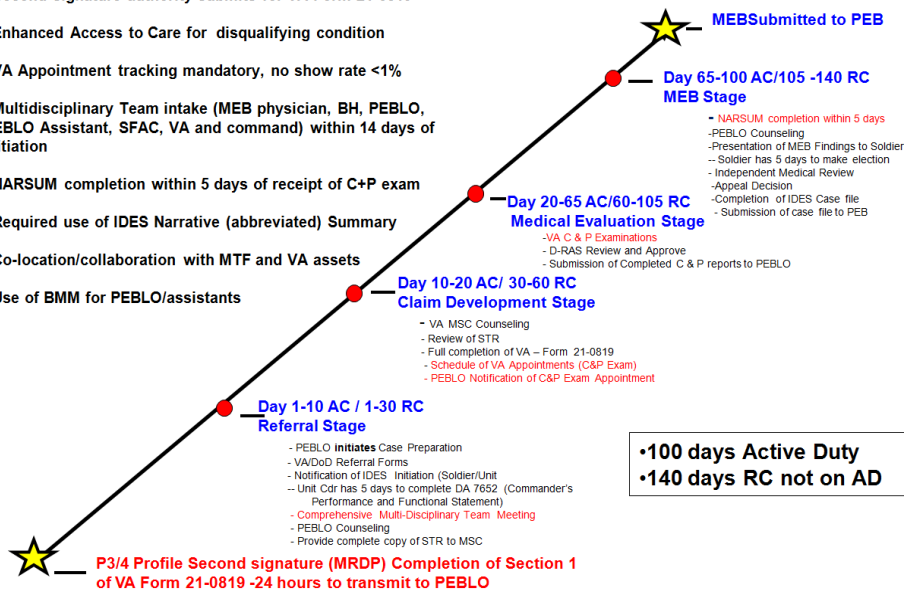 Enhanced Access to Care for disqualifying condition
VA Appointment tracking mandatory, no show rate <1%
Multidisciplinary Team intake (MEB physician, BH, PEBLO,
EBLO Assistant, SFAC, VA and command) within 14 days of
itiation
NARSUM completion within 5 days of receipt of C+P exam
Required use of IDES Narrative (abbreviated) Summary
Co-location/collaboration with MTF and VA assets
Use of BMM for PEBLO/assistants
MEBSubmitted to PEB
Day 65-100 AC/105 -140 RC
MEB Stage
- NARSUM completion within 5 days
-PEBLO Counseling
-Presentation of MEB Findings to Soldier
-- Soldier has 5 days to make election
- Independent Medical Review
-Appeal Decision
-Completion of IDES Case file
- Submission of case file to PEB
Day 20-65 AC/60-105 RC
Medical Evaluation Stage
-VA C & P Examinations
- D-RAS Review and Approve
- Submission of Completed C & P reports to PEBLO
Day 10-20 AC/ 30-60 RC
Claim Development Stage
- VA MSC Counseling
- Review of STR
- Full completion of VA – Form 21-0819
- Schedule of VA Appointments (C&P Exam)
- PEBLO Notification of C&P Exam Appointment
Day 1-10 AC / 1-30 RC
Referral Stage
- PEBLO initiates Case Preparation
- VA/DoD Referral Forms
- Notification of IDES Initiation (Soldier/Unit
-- Unit Cdr has 5 days to complete DA 7652 (Commander's
Performance and Functional Statement)
- Comprehensive Multi-Disciplinary Team Meeting
- PEBLO Counseling
- Provide complete copy of STR to MSC
•100 days Active Duty
•140 days RC not on AD
P3/4 Profile Second signature (MRDP) Completion of Section 1
of VA Form 21-0819 -24 hours to transmit to PEBLO